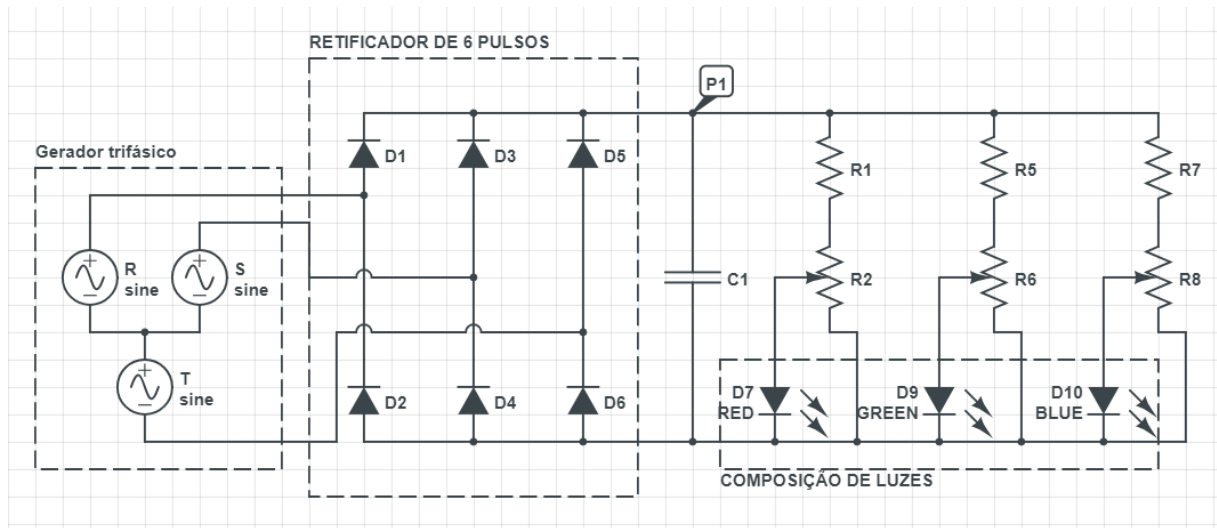 RETIFICADOR DE 6 PULSOS
P1
Gerador trifásico
D1
D3
D5
R1
R5
R7
R
sine
S
sine
C1
R2
R6
R8
T
sine
D2
D4
D6
D7
RED
D9
GREEN
D10
BLUE
COMPOSIÇÃO DE LUZES